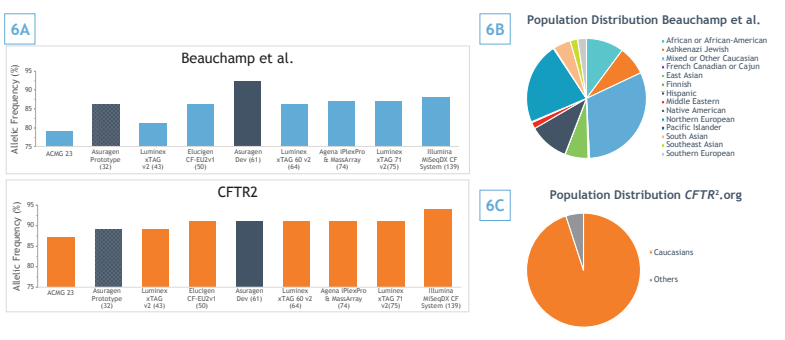 6A
Beauchamp et al.
Allelic Frequency (%)
95
90
85
80
75
ACMG 23
Asuragen
Prototype
(32)
Luminex
xTAG
v2 (43)
Elucigen
CF-EU2v1
(50)
Asuragen
Dev (61)
Luminex
xTAG 60 v2
(64)
Agena iPlexPro
& MassArray
(74)
Luminex
xTAG 71
v2(75)
Illumina
MiSeqDX CF
System (139)
CFTR2
Allelic Frequency (%)
95
90
85
80
75
ACMG 23
Asuragen
Prototype
(32)
Luminex
xTAG
v2 (43)
Elucigen
CF-EU2v1
(50)
Asuragen
Dev (61)
Luminex
xTAG 60 v2
(64)
Agena iPlexPro
& MassArray
(74)
Luminex
xTAG 71
v2(75)
Illumina
MiSeqDX CF
System (139)
6B
Population Distribution Beauchamp et al.
African or African-American
Ashkenazi Jewish
Mixed or Other Caucasian
French Canadian or Cajun
East Asian
Finnish
Hispanic
Middle Eastern
Native American
Northern European
Pacific Islander
South Asian
Southeast Asian
Southern European
6C
Population Distribution CFTR².org
Caucasians
Others